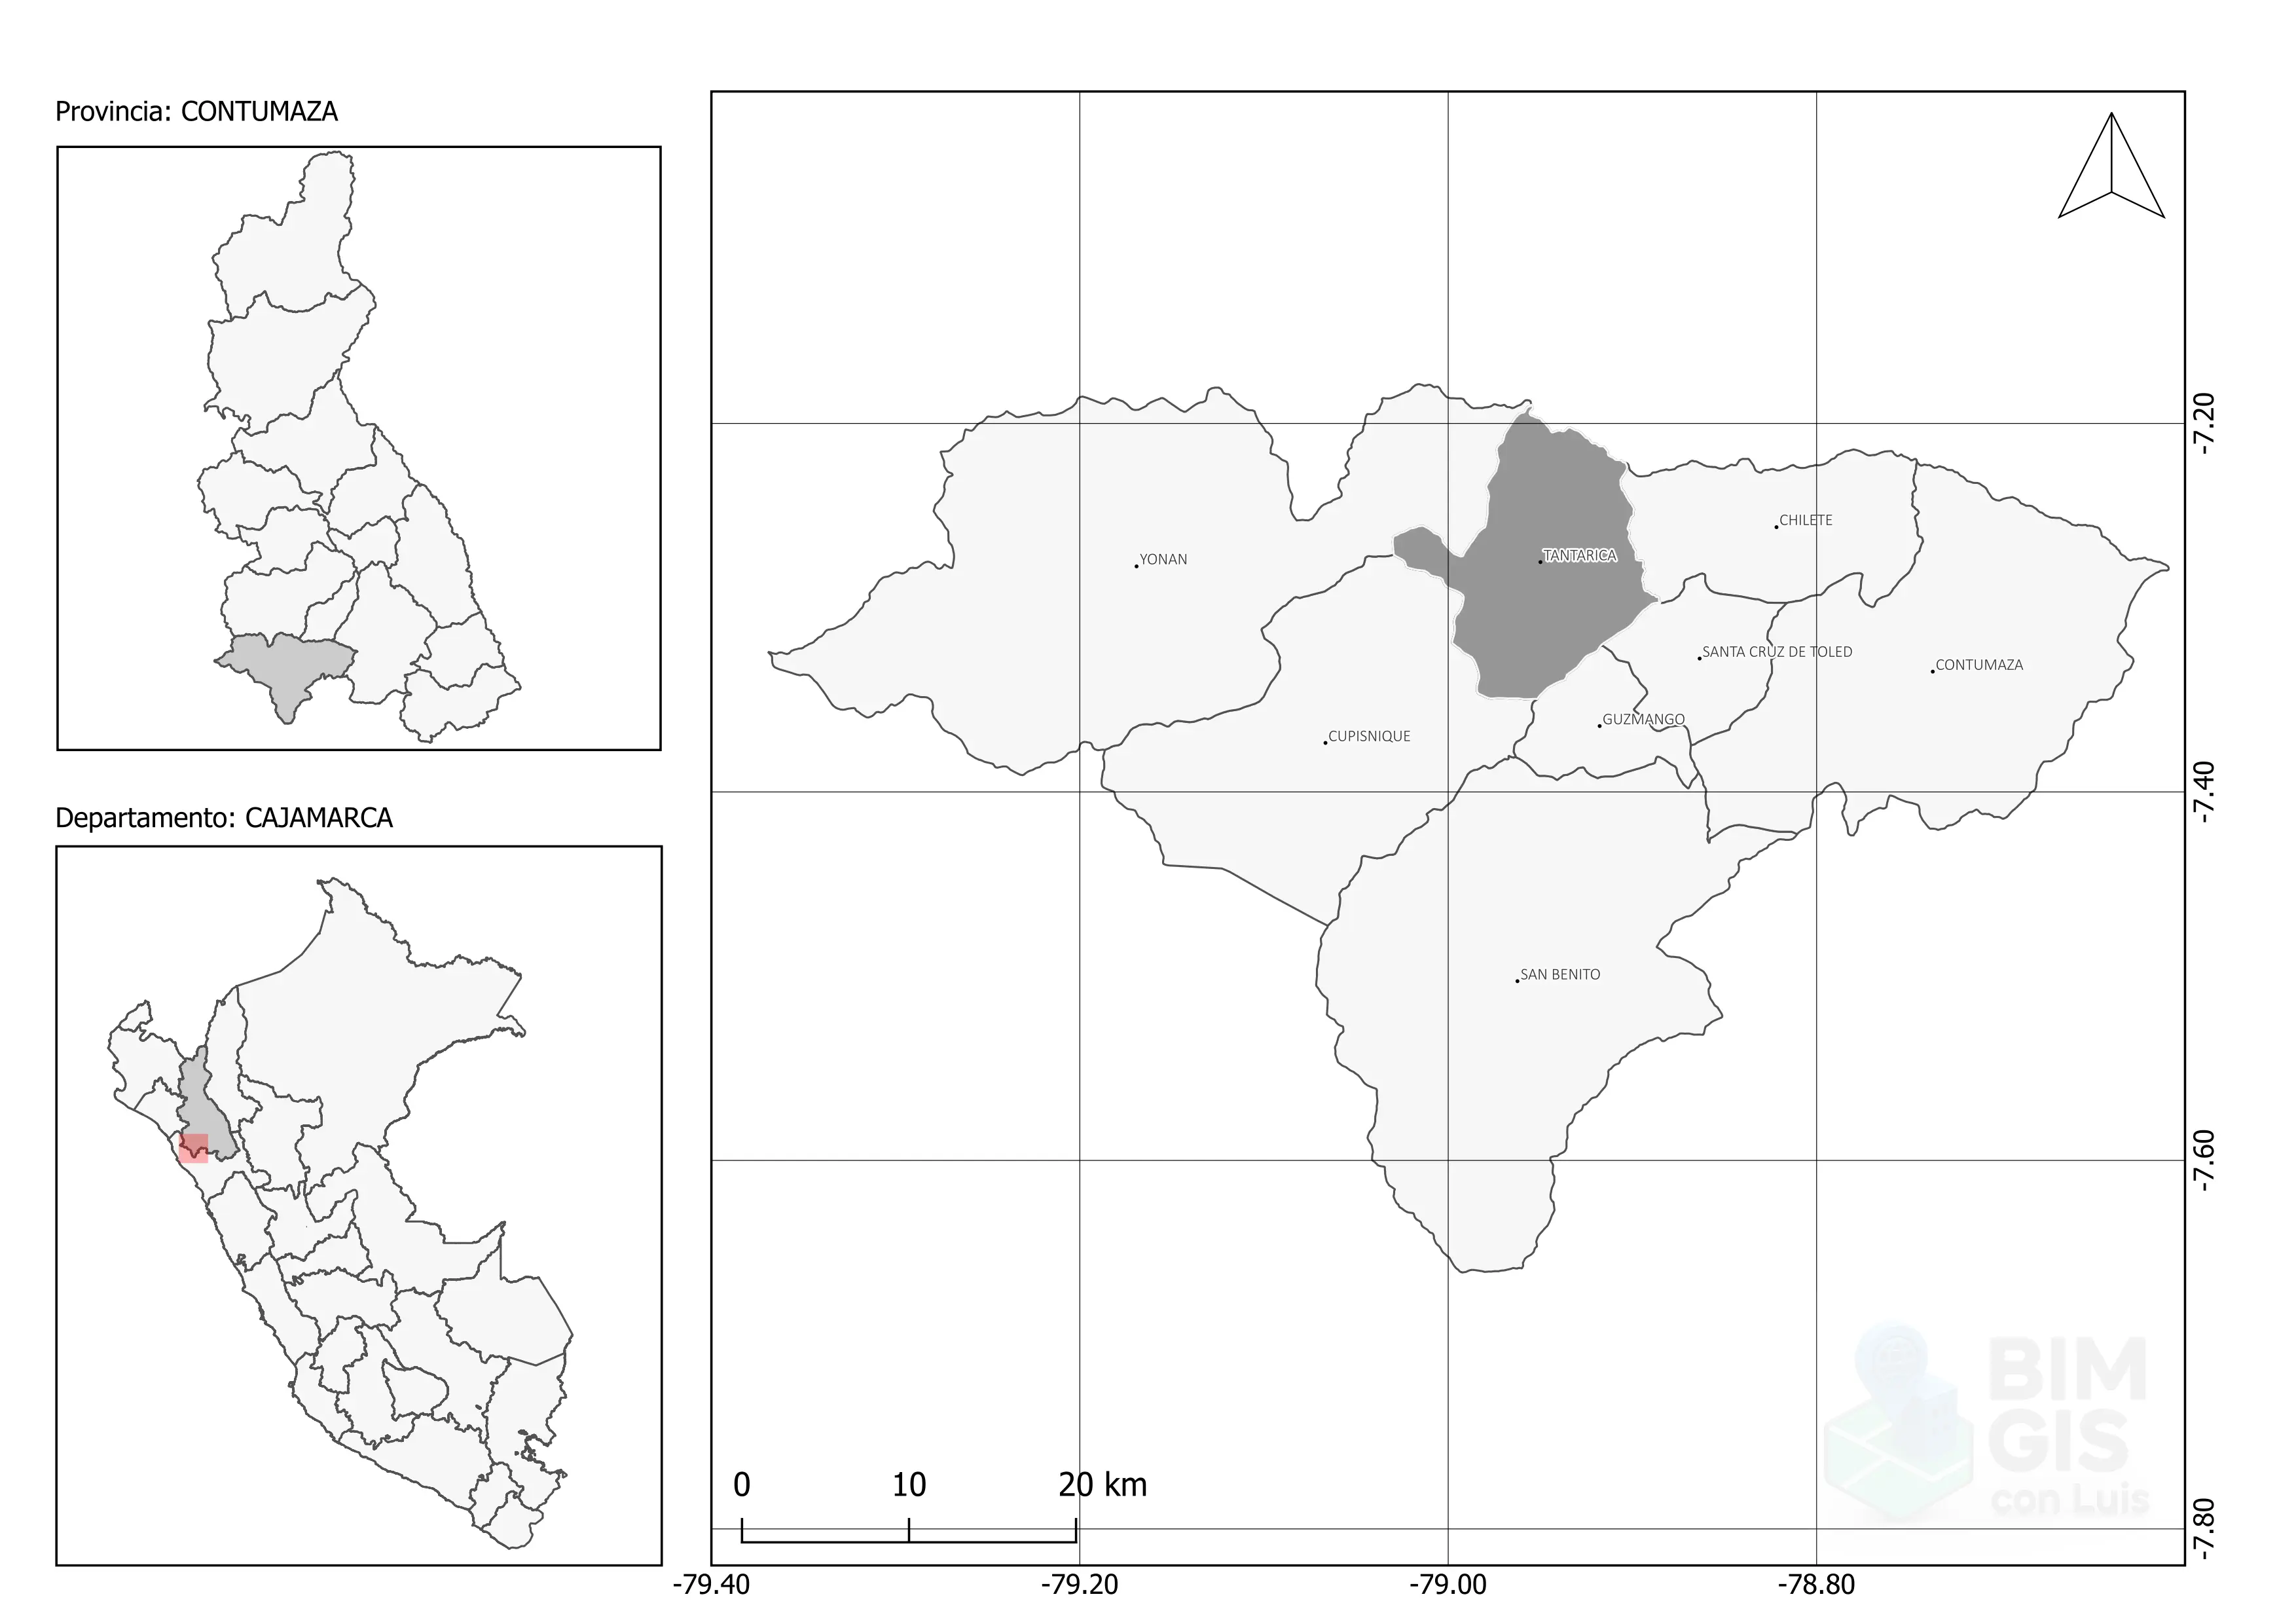 Provincia: CONTUMAZA
Departamento: CAJAMARCA
YONAN
TANTARICA
CHILETE
SANTA CRUZ DE TOLED
CONTUMAZA
GUZMANGO
CUPISNIQUE
SAN BENITO
-7.20
-7.40
-7.60
-7.80
BIM
GIS
con Luis
0 10 20 km
-79.40 -79.20 -79.00 -78.80